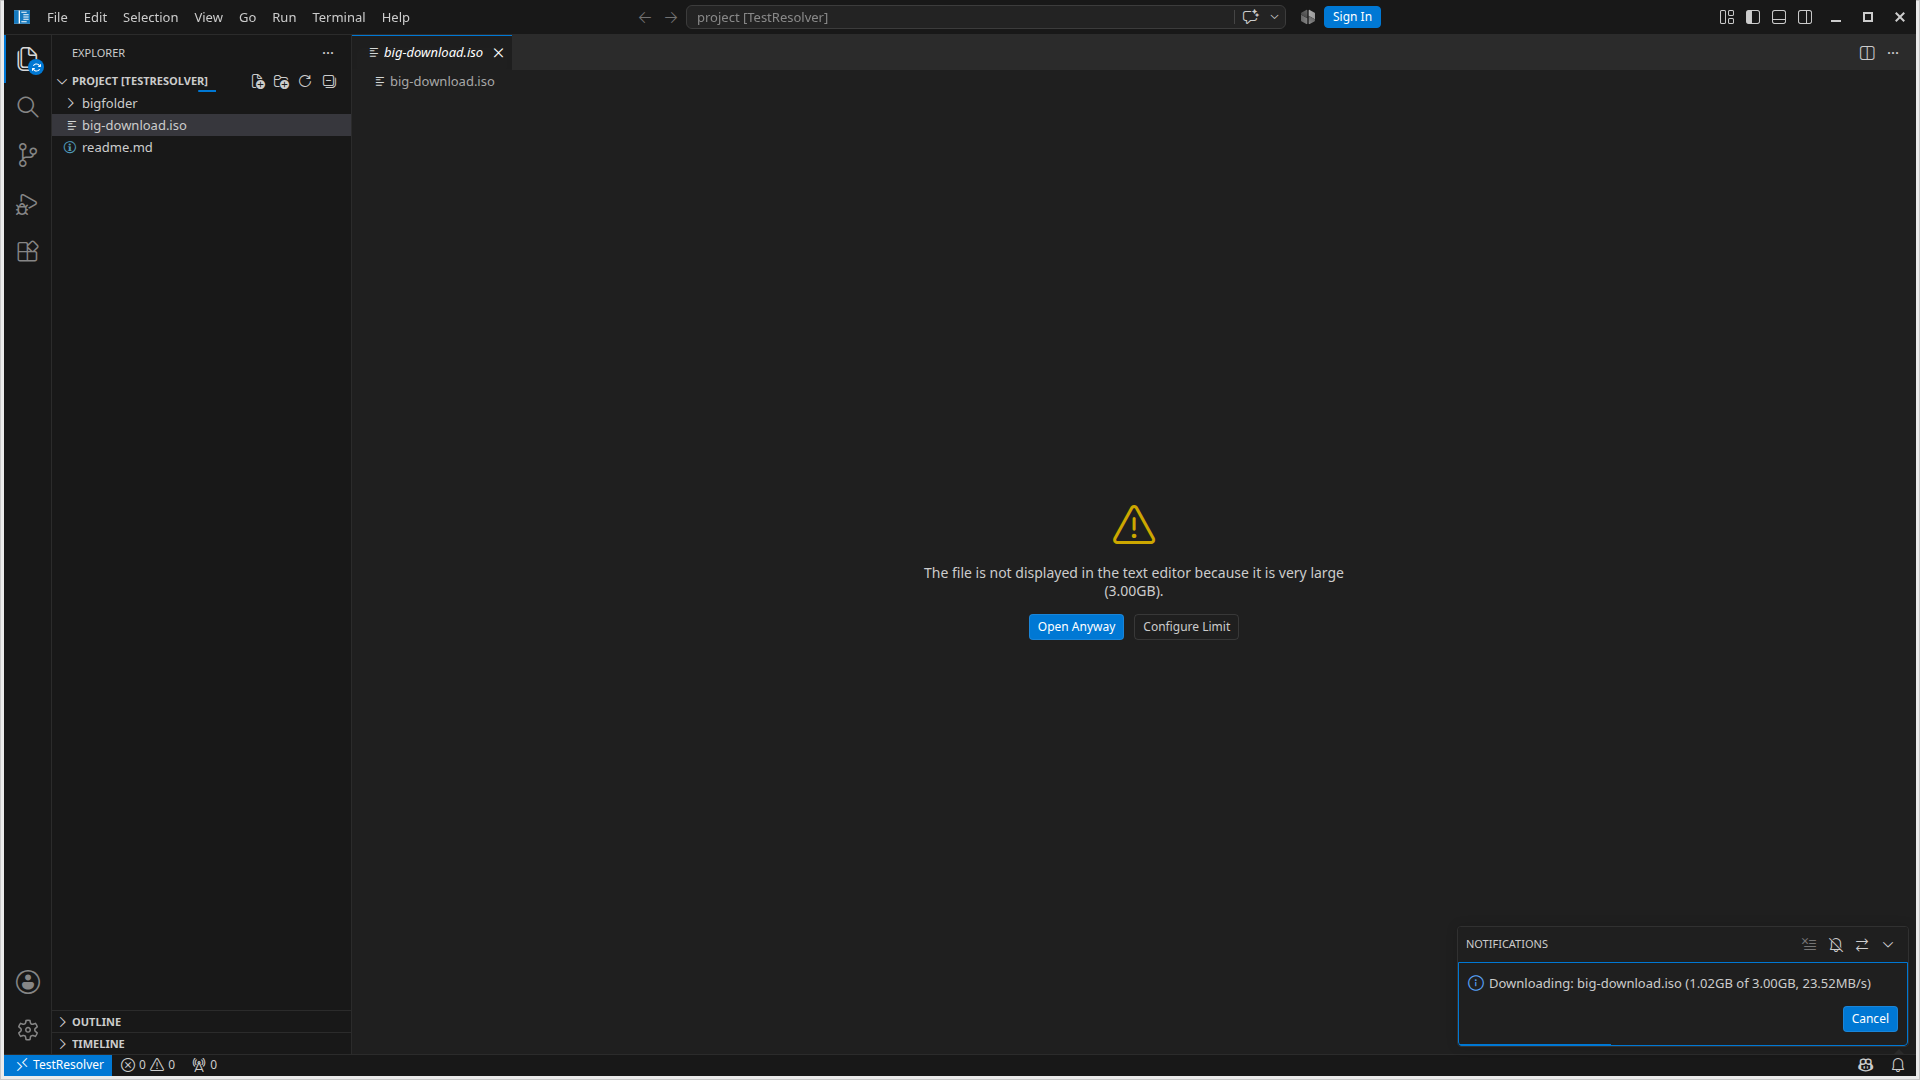 File Edit Selection View Go Run Terminal Help
project [TestResolver]
Sign In
EXPLORER
big-download.iso
PROJECT [TESTRESOLVER]
big-download.iso
bigfolder
big-download.iso
readme.md
The file is not displayed in the text editor because it is very large
(3.00GB).
Open Anyway
Configure Limit
NOTIFICATIONS
Downloading: big-download.iso (1.02GB of 3.00GB, 23.52MB/s)
Cancel
OUTLINE
TIMELINE
TestResolver 0 0 0